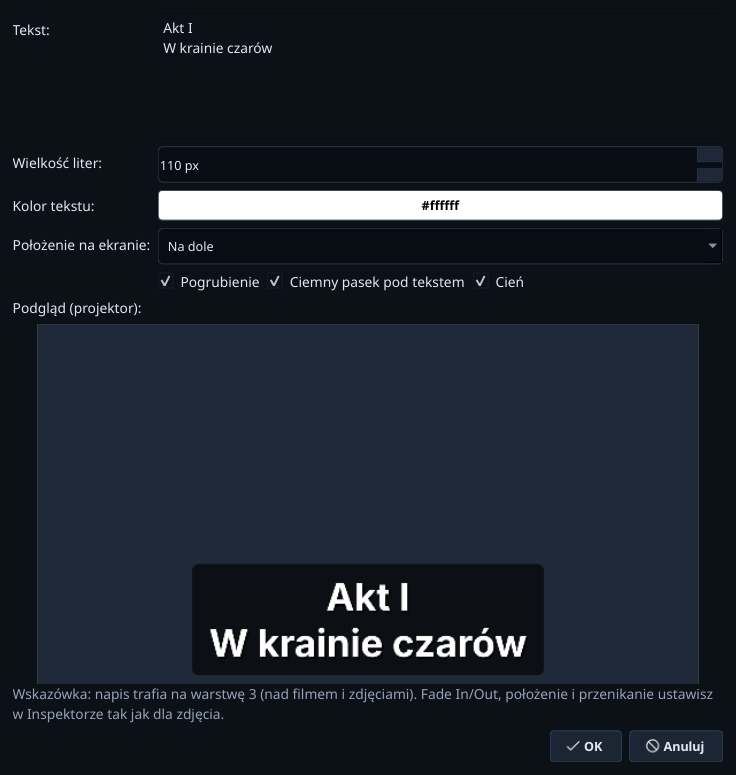 Tekst:
Akt I
W krainie czarów
Wielkość liter:
110 px
Kolor tekstu:
#ffffff
Położenie na ekranie:
Na dole
Pogrubienie
Ciemny pasek pod tekstem
Cień
Podgląd (projektor):
Akt I
W krainie czarów
Wskazówka: napis trafia na warstwę 3 (nad filmem i zdjęciami). Fade In/Out, położenie i przenikanie ustawisz
w Inspektorze tak jak dla zdjęcia.
OK
Anuluj